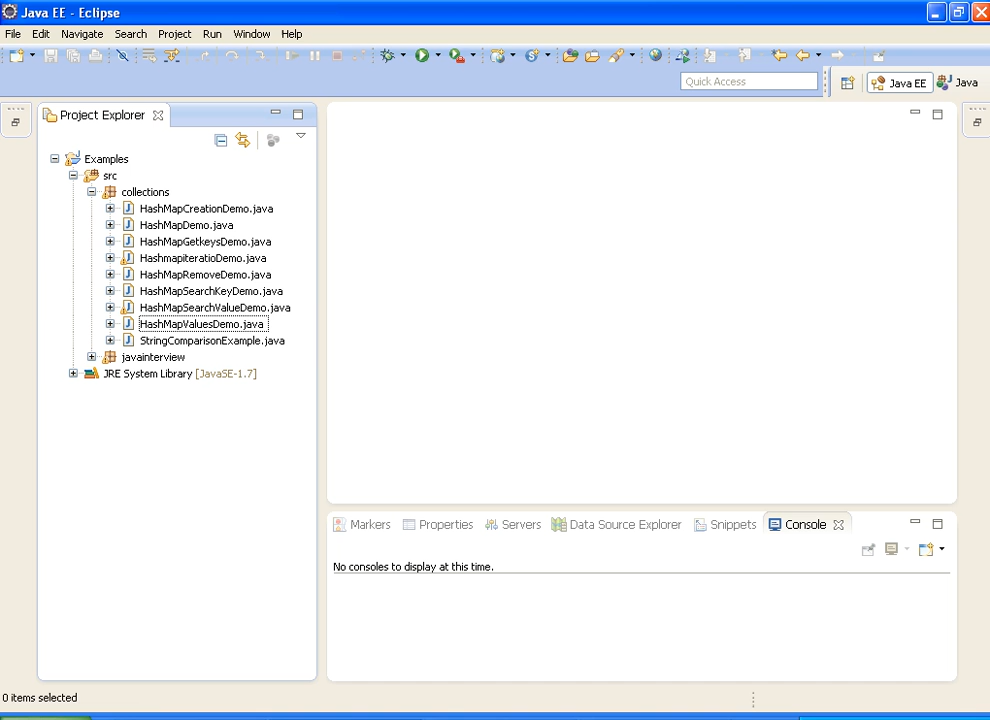 Java EE - Eclipse
File Edit Navigate Search Project Run Window Help
Quick Access
Java EE
Java
Project Explorer
Examples
src
collections
HashMapCreationDemo.java
HashMapDemo.java
HashMapGetkeysDemo.java
HashmapiteratioDemo.java
HashMapRemoveDemo.java
HashMapSearchKeyDemo.java
HashMapSearchValueDemo.java
HashMapValuesDemo.java
StringComparisonExample.java
javainterview
JRE System Library [JavaSE-1.7]
Markers Properties Servers Data Source Explorer Snippets Console
No consoles to display at this time.
0 items selected